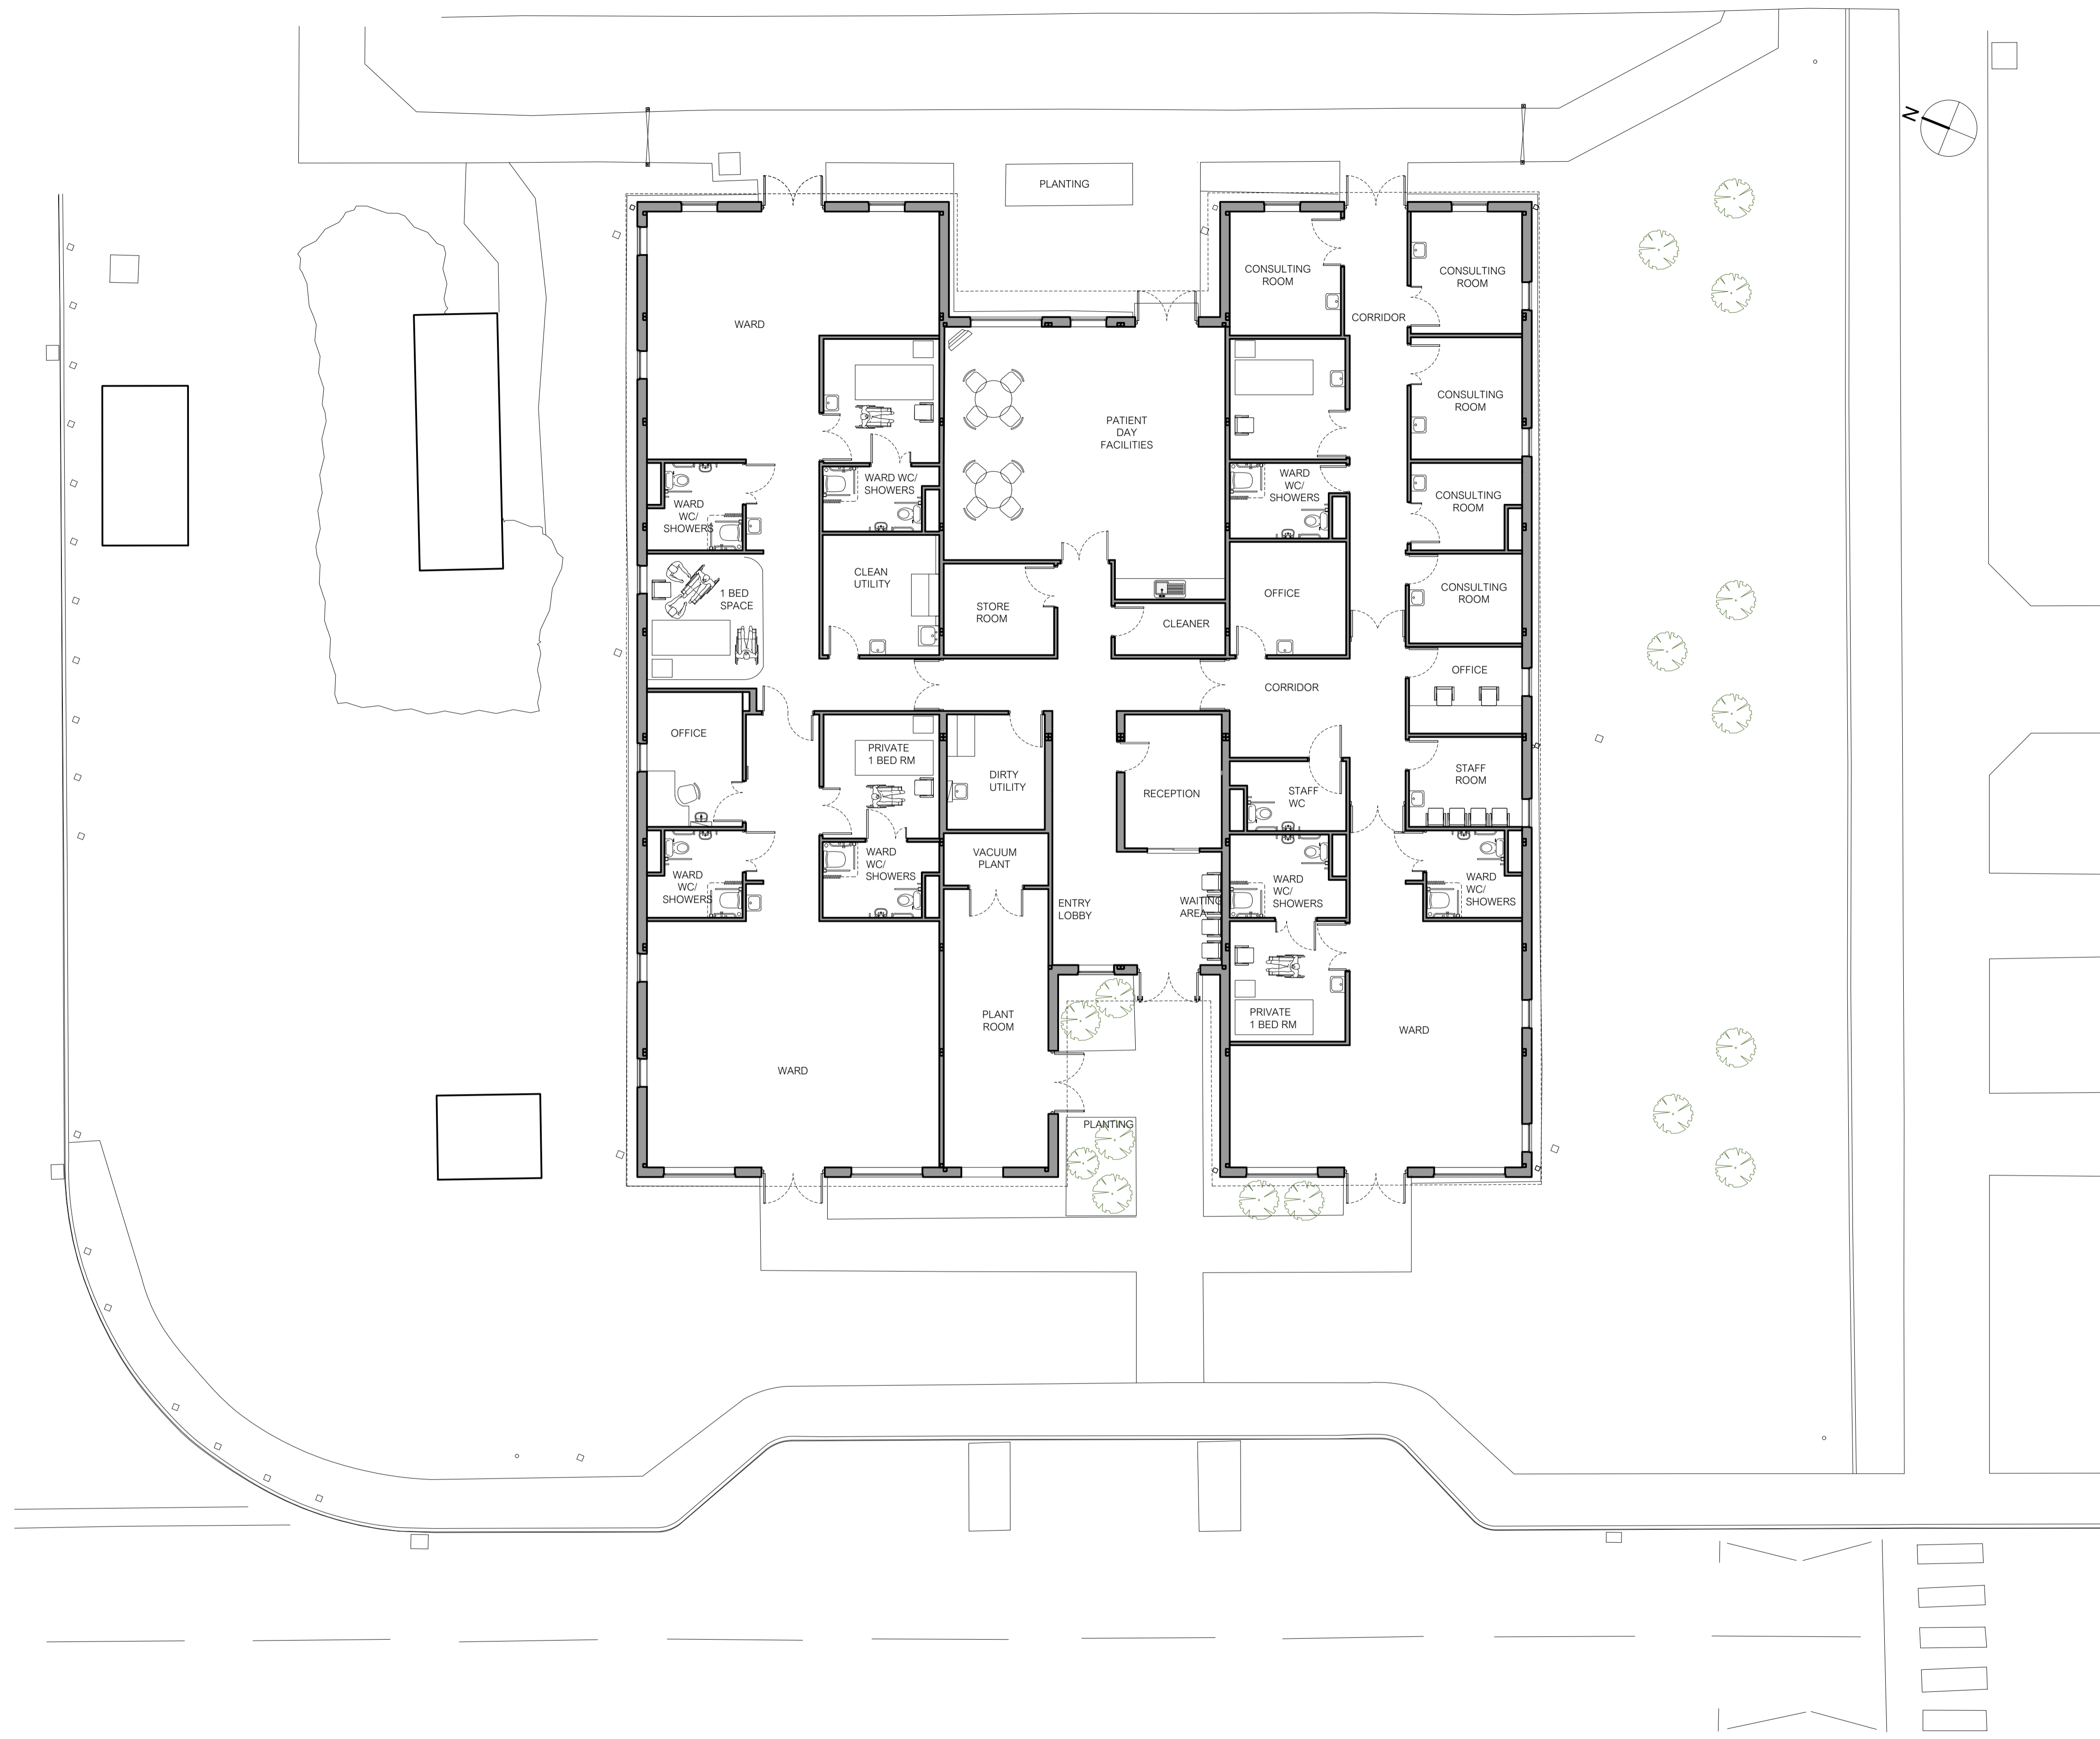 N
PLANTING
CONSULTING
ROOM
CONSULTING
ROOM
WARD
CORRIDOR
CONSULTING
ROOM
PATIENT
DAY
FACILITIES
WARD WC/
SHOWERS
WARD
WC/
SHOWERS
CONSULTING
ROOM
WARD
WC/
SHOWERS
CLEAN
UTILITY
1 BED
SPACE
STORE
ROOM
OFFICE
CONSULTING
ROOM
CLEANER
OFFICE
CORRIDOR
OFFICE
PRIVATE
1 BED RM
DIRTY
UTILITY
RECEPTION
STAFF
WC
STAFF
ROOM
WARD
WC/
SHOWERS
WARD
WC/
SHOWERS
VACUUM
PLANT
ENTRY
LOBBY
WAITING
AREA
WARD
WC/
SHOWERS
WARD
WC/
SHOWERS
PLANT
ROOM
PRIVATE
1 BED RM
WARD
WARD
PLANTING